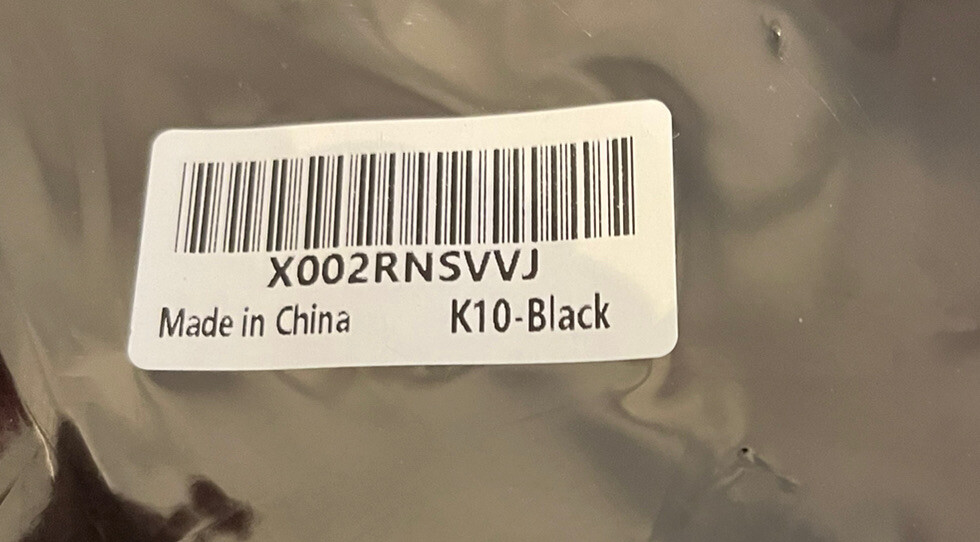 X002RNSVVJ
Made in China K10-Black